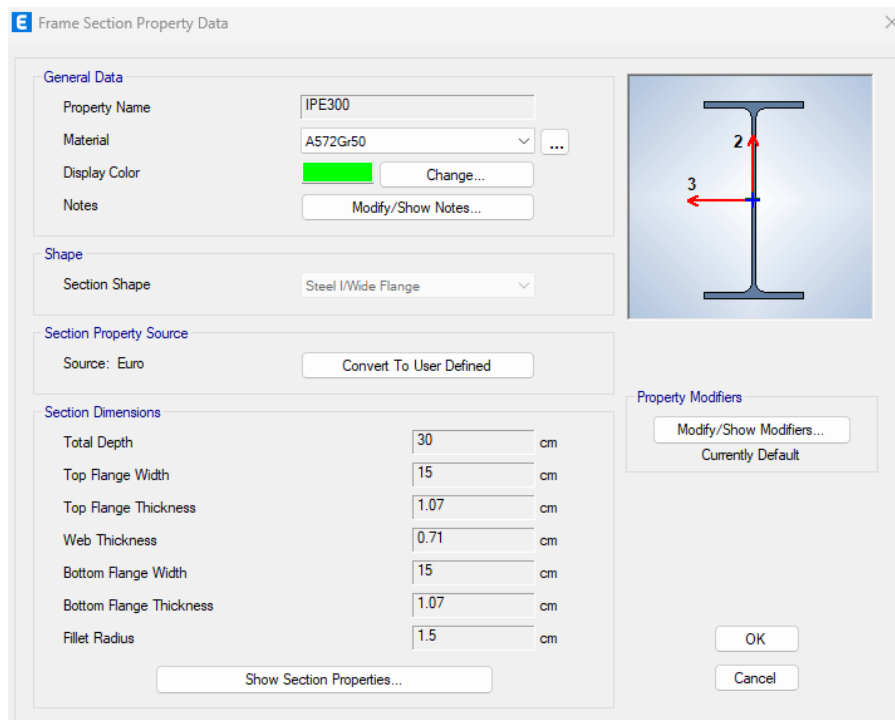 E Frame Section Property Data
General Data
Property Name IPE300
Material A572Gr50 ...
Display Color Change...
Notes Modify/Show Notes...
Shape
Section Shape Steel I/Wide Flange
Section Property Source
Source: Euro Convert To User Defined
Section Dimensions
Total Depth 30 cm
Top Flange Width 15 cm
Top Flange Thickness 1.07 cm
Web Thickness 0.71 cm
Bottom Flange Width 15 cm
Bottom Flange Thickness 1.07 cm
Fillet Radius 1.5 cm
Show Section Properties...
2
3
Property Modifiers
Modify/Show Modifiers...
Currently Default
OK
Cancel